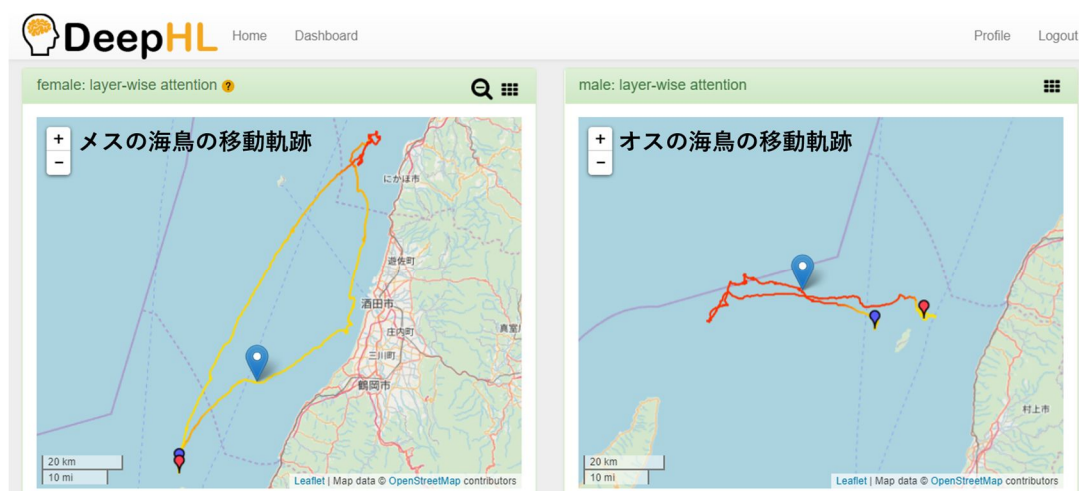 DeepHL Home Dashboard Profile Logout
female: layer-wise attention ?
+
−
メスの海鳥の移動軌跡
にかほ市
遊佐町
酒田市
庄内町
真室川
三川町
鶴岡市
20 km
10 mi
Leaflet | Map data © OpenStreetMap contributors
male: layer-wise attention
+
−
オスの海鳥の移動軌跡
村上市
20 km
10 mi
Leaflet | Map data © OpenStreetMap contributors